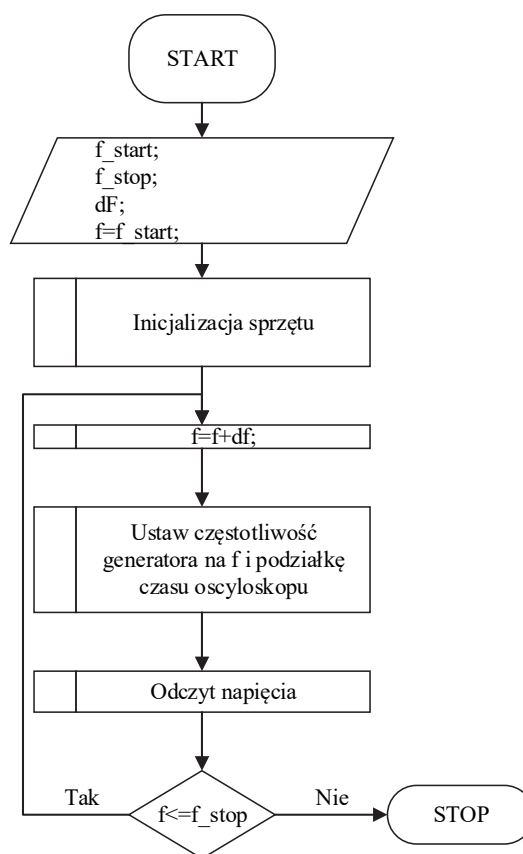 START
f_start;
f_stop;
dF;
f=f_start;
Inicjalizacja sprzętu
f=f+df;
Ustaw częstotliwość
generatora na f i podziałkę
czasu oscyloskopu
Odczyt napięcia
Tak
f<=f_stop
Nie
STOP